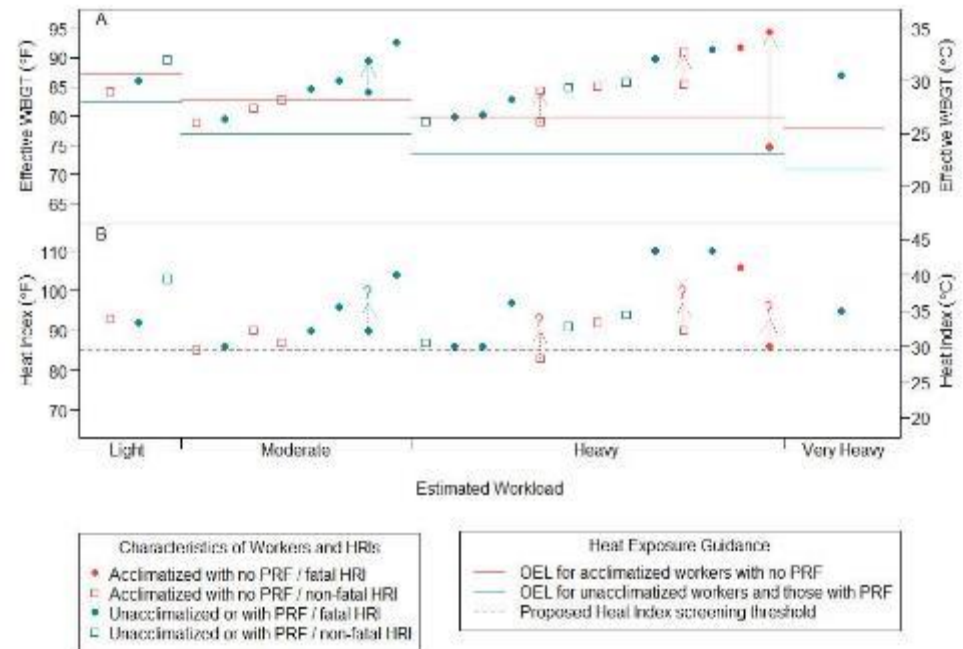 A
95
90
85
80
75
70
65
Effective WBGT (°F)
35
30
25
20
Effective WBGT (°C)
B
110
100
90
80
70
Heat Index (°F)
45
40
35
30
25
20
Heat Index (°C)
?
?
?
?
Light Moderate Heavy Very Heavy
Estimated Workload
Characteristics of Workers and HRIs
Acclimatized with no PRF / fatal HRI
Acclimatized with no PRF / non-fatal HRI
Unacclimatized or with PRF / fatal HRI
Unacclimatized or with PRF / non-fatal HRI
Heat Exposure Guidance
OEL for acclimatized workers with no PRF
OEL for unacclimatized workers and those with PRF
Proposed Heat Index screening threshold